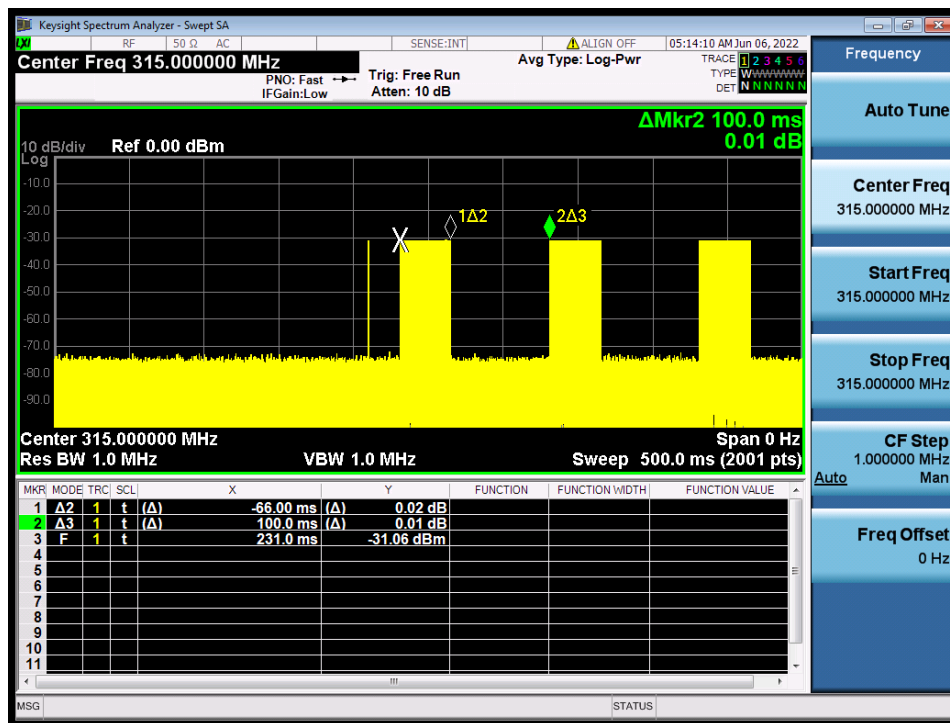 Keysight Spectrum Analyzer - Swept SA
LXI RF 50 Ω AC SENSE:INT ALIGN OFF 05:14:10 AM Jun 06, 2022
Center Freq 315.000000 MHz
PNO: Fast
IFGain:Low
Trig: Free Run
Atten: 10 dB
Avg Type: Log-Pwr
TRACE 1 2 3 4 5 6
TYPE W WWWWW
DET N N N N N N
ΔMkr2 100.0 ms
0.01 dB
10 dB/div Ref 0.00 dBm
Log
-10.0
-20.0
-30.0
-40.0
-50.0
-60.0
-70.0
-80.0
-90.0
X
1Δ2
2Δ3
Center 315.000000 MHz Span 0 Hz
Res BW 1.0 MHz VBW 1.0 MHz Sweep 500.0 ms (2001 pts)
MKR MODE TRC SCL X Y FUNCTION FUNCTION WIDTH FUNCTION VALUE
1 Δ2 1 t (Δ) -66.00 ms (Δ) 0.02 dB
2 Δ3 1 t (Δ) 100.0 ms (Δ) 0.01 dB
3 F 1 t 231.0 ms -31.06 dBm
4
5
6
7
8
9
10
11
MSG STATUS
Frequency
Auto Tune
Center Freq
315.000000 MHz
Start Freq
315.000000 MHz
Stop Freq
315.000000 MHz
CF Step
1.000000 MHz
Auto Man
Freq Offset
0 Hz